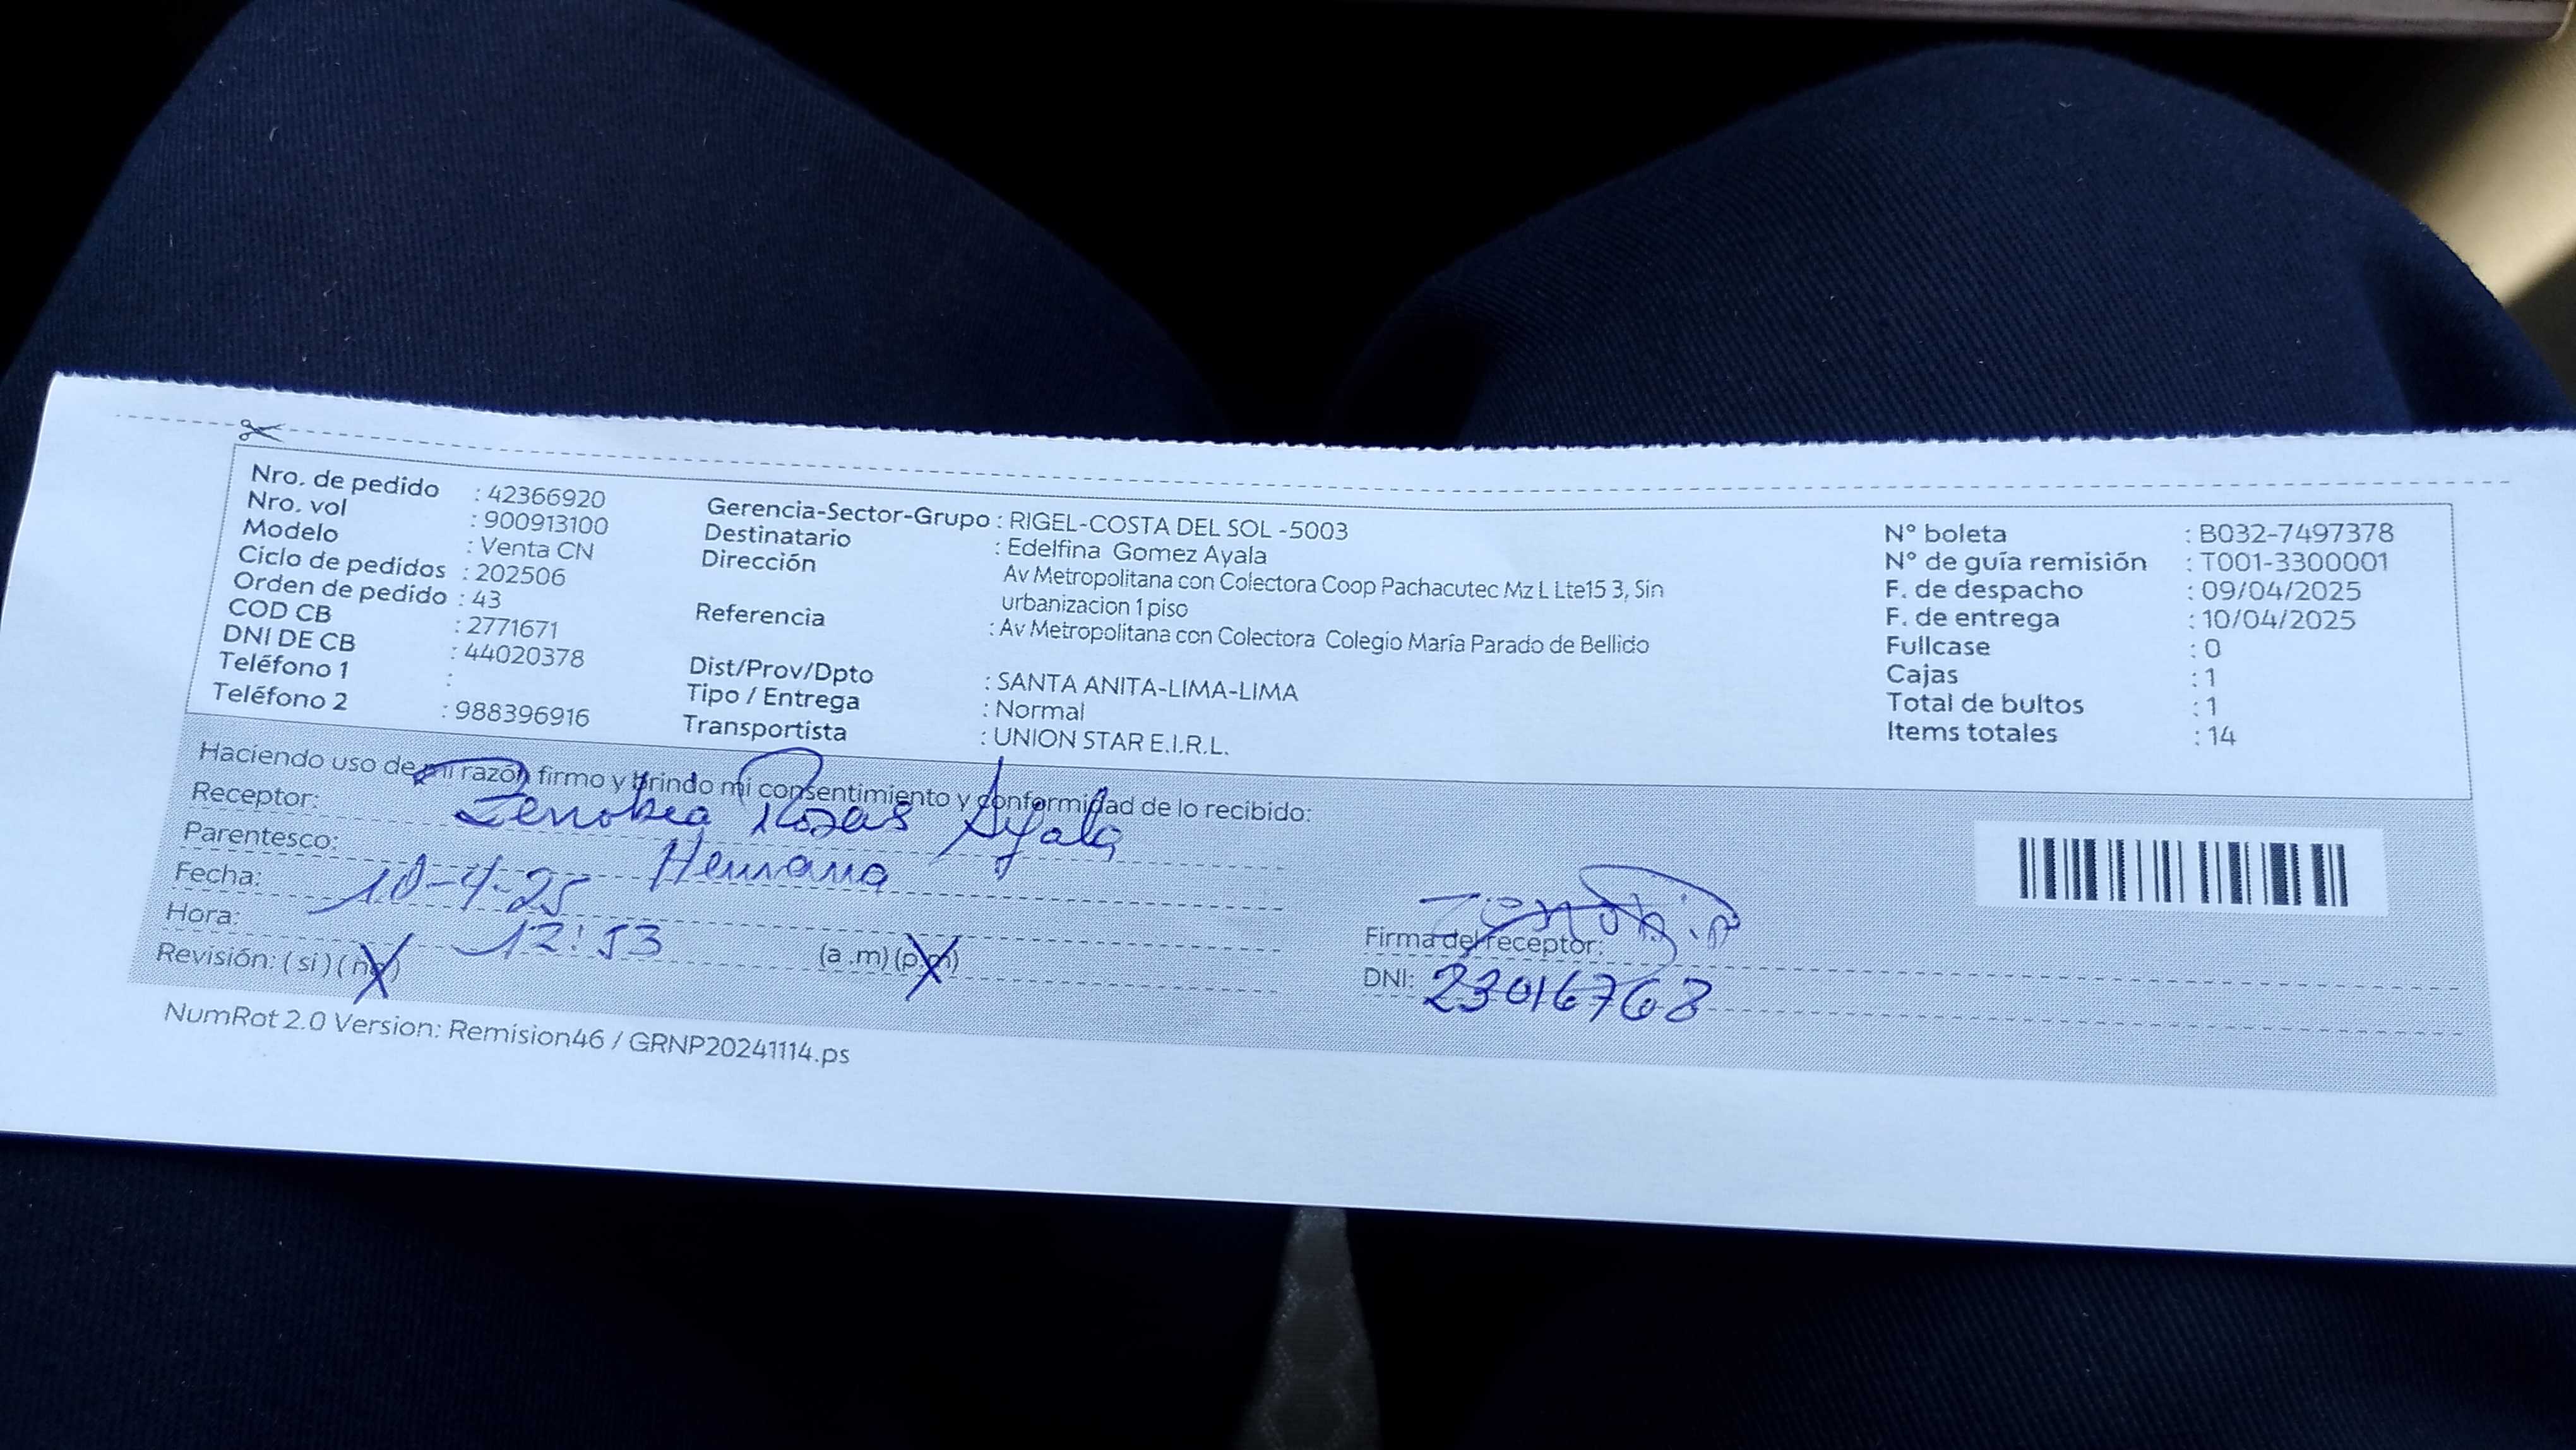 Nro. de pedido : 42366920
Nro. vol : 900913100
Modelo : Venta CN
Ciclo de pedidos : 202506
Orden de pedido : 43
COD CB : 2771671
DNI DE CB : 44020378
Teléfono 1 :
Teléfono 2 : 988396916
Gerencia-Sector-Grupo : RIGEL-COSTA DEL SOL -5003
Destinatario : Edelfina Gomez Ayala
Dirección Av Metropolitana con Colectora Coop Pachacutec Mz L Lte15 3, Sin
urbanizacion 1 piso
Referencia : Av Metropolitana con Colectora Colegio María Parado de Bellido
Dist/Prov/Dpto : SANTA ANITA-LIMA-LIMA
Tipo / Entrega : Normal
Transportista : UNION STAR E.I.R.L.
N° boleta : B032-7497378
N° de guía remisión : T001-3300001
F. de despacho : 09/04/2025
F. de entrega : 10/04/2025
Fullcase : 0
Cajas : 1
Total de bultos : 1
Items totales : 14
Haciendo uso de mi razón firmo y brindo mi consentimiento y conformidad de lo recibido:
Receptor: Zenobia Rosas Ayala
Parentesco: Hermana
Fecha: 10-4-25
Hora: 12:53 (a.m) (p.m)
Revisión: (si) (no)
Firma del receptor: Zenobia
DNI: 23016763
NumRot 2.0 Version: Remision46 / GRNP20241114.ps